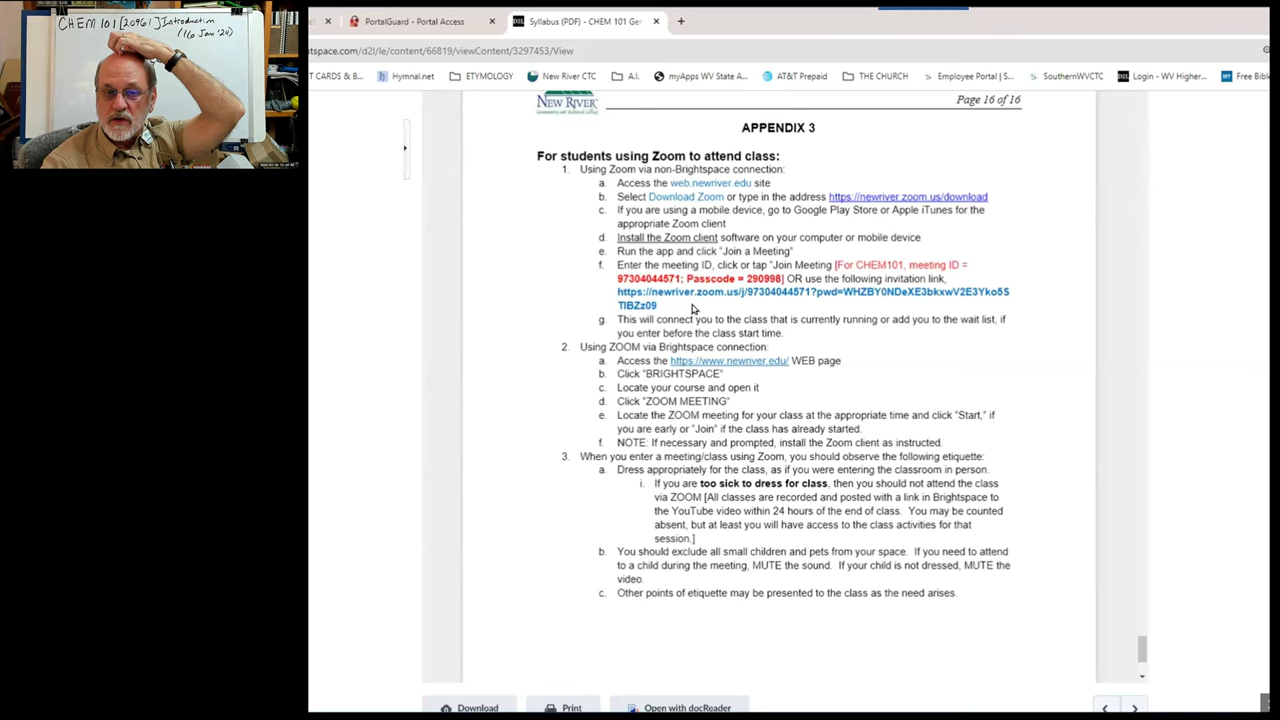 CHEM 101 [20961] Introduction
(16 Jan '24)
PortalGuard - Portal Access
Syllabus (PDF) - CHEM 101 Ger
htspace.com/d2l/le/content/66819/viewContent/3297453/View
IT CARDS & B...
Hymnal.net
ETYMOLOGY
New River CTC
A.I.
myApps WV State A...
AT&T Prepaid
THE CHURCH
Employee Portal | S...
SouthernWVCTC
Login - WV Higher...
Free Bible
NEW RIVER
Page 16 of 16
APPENDIX 3
For students using Zoom to attend class:
1. Using Zoom via non-Brightspace connection:
a. Access the web.newriver.edu site
b. Select Download Zoom or type in the address https://newriver.zoom.us/download
c. If you are using a mobile device, go to Google Play Store or Apple iTunes for the
appropriate Zoom client
d. Install the Zoom client software on your computer or mobile device
e. Run the app and click "Join a Meeting"
f. Enter the meeting ID, click or tap "Join Meeting [For CHEM101, meeting ID =
97304044571; Passcode = 290998] OR use the following invitation link,
https://newriver.zoom.us/j/97304044571?pwd=WHZBY0NDeXE3bkxwV2E3Yko5S
TlBZz09
g. This will connect you to the class that is currently running or add you to the wait list, if
you enter before the class start time.
2. Using ZOOM via Brightspace connection:
a. Access the https://www.newriver.edu/ WEB page
b. Click "BRIGHTSPACE"
c. Locate your course and open it
d. Click "ZOOM MEETING"
e. Locate the ZOOM meeting for your class at the appropriate time and click "Start," if
you are early or "Join" if the class has already started.
f. NOTE: If necessary and prompted, install the Zoom client as instructed.
3. When you enter a meeting/class using Zoom, you should observe the following etiquette:
a. Dress appropriately for the class, as if you were entering the classroom in person.
i. If you are too sick to dress for class, then you should not attend the class
via ZOOM [All classes are recorded and posted with a link in Brightspace to
the YouTube video within 24 hours of the end of class. You may be counted
absent, but at least you will have access to the class activities for that
session.]
b. You should exclude all small children and pets from your space. If you need to attend
to a child during the meeting, MUTE the sound. If your child is not dressed, MUTE the
video.
c. Other points of etiquette may be presented to the class as the need arises.
Download
Print
Open with docReader